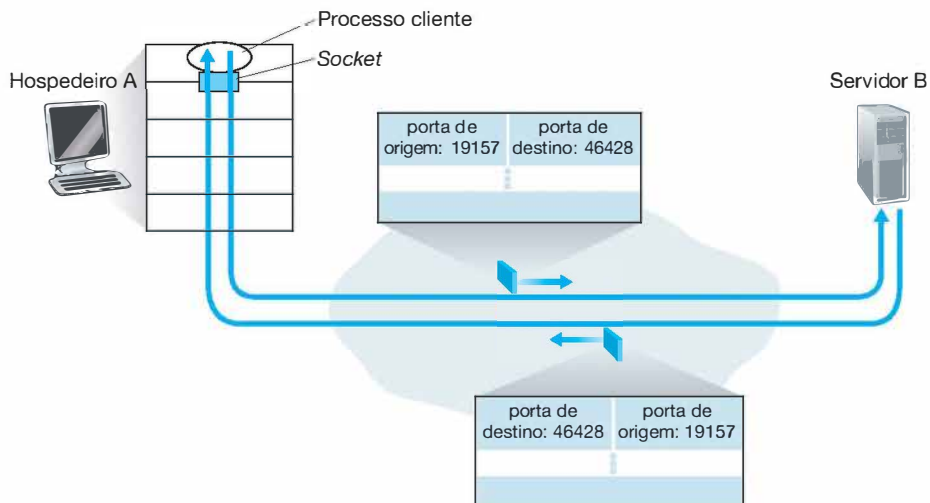 Processo cliente
Socket
Hospedeiro A
Servidor B
porta de
origem: 19157
porta de
destino: 46428
porta de
destino: 46428
porta de
origem: 19157